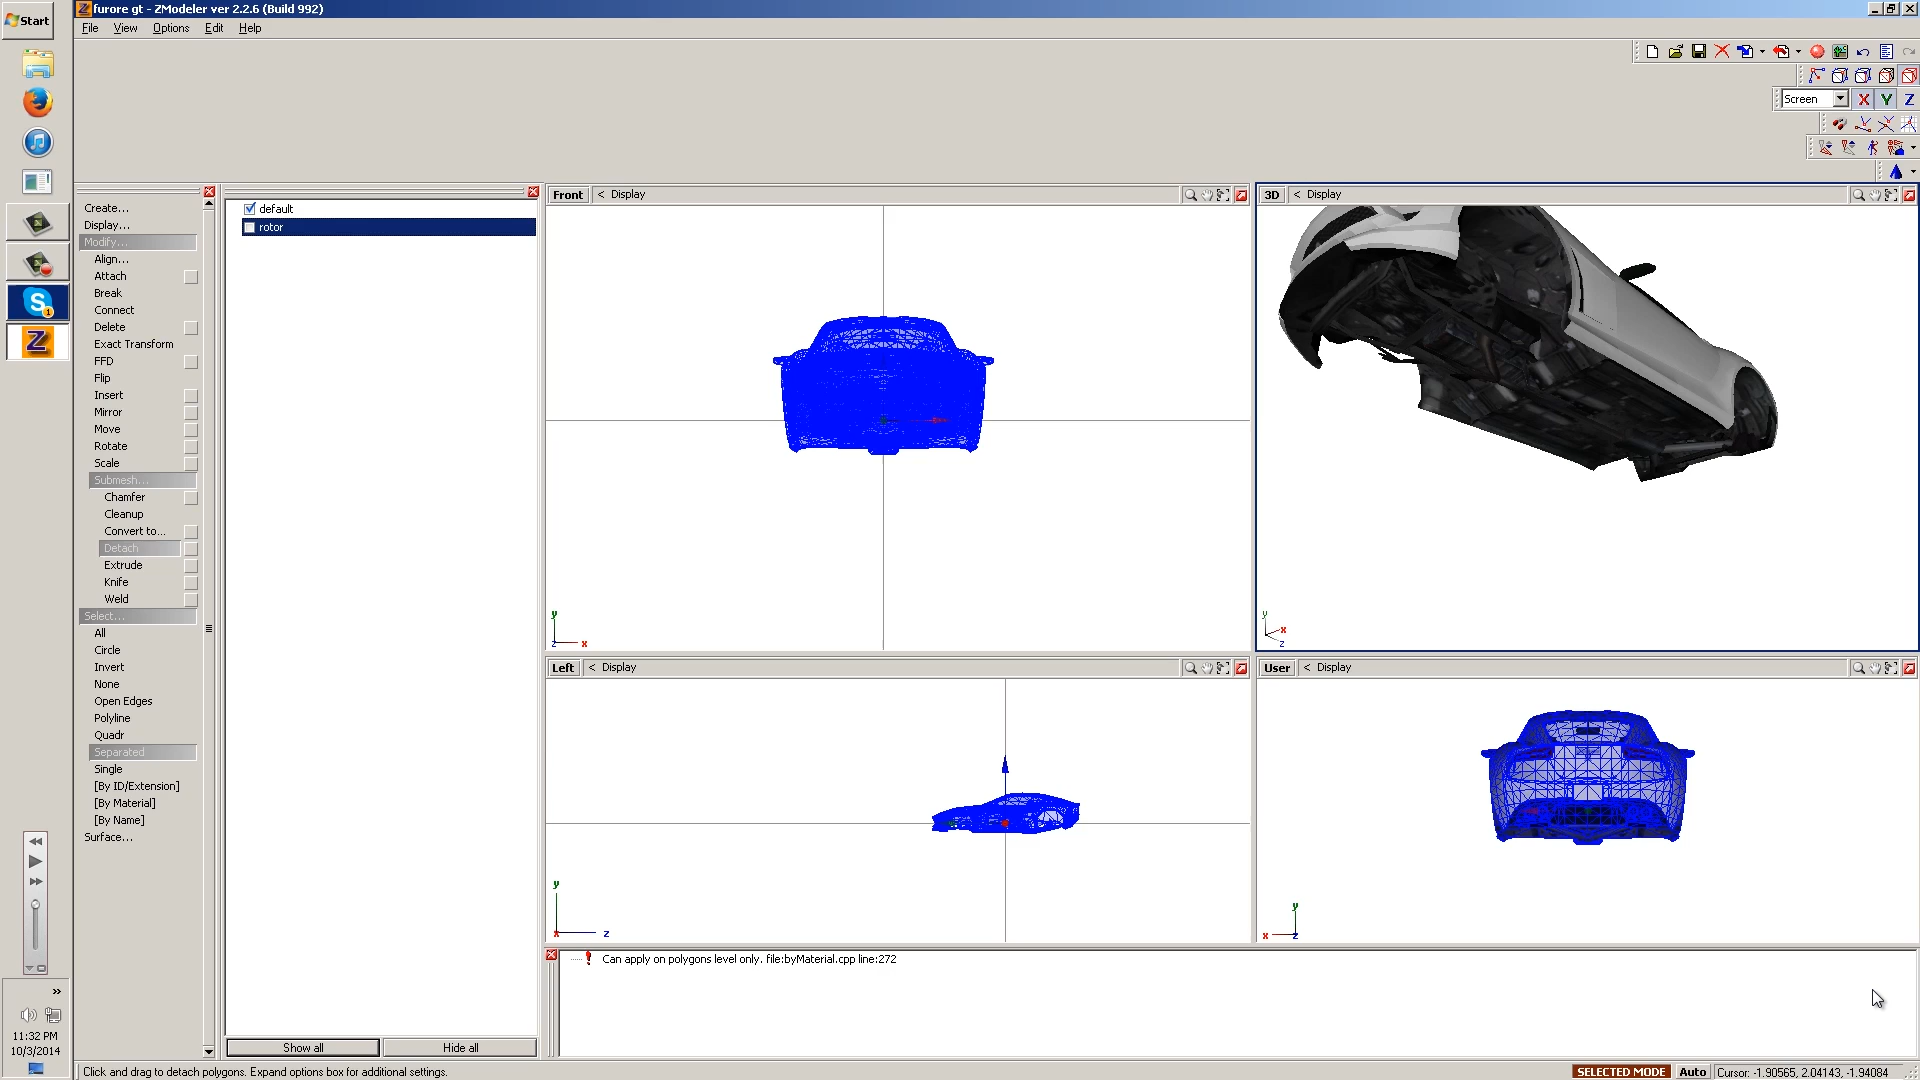 Start
furore gt - ZModeler ver 2.2.6 (Build 992)
File View Options Edit Help
Screen X Y Z
Create...
Display...
Modify...
Align...
Attach
Break
Connect
Delete
Exact Transform
FFD
Flip
Insert
Mirror
Move
Rotate
Scale
Submesh...
Chamfer
Cleanup
Convert to...
Detach
Extrude
Knife
Weld
Select...
All
Circle
Invert
None
Open Edges
Polyline
Quadr
Separated
Single
[By ID/Extension]
[By Material]
[By Name]
Surface...
default
rotor
Show all
Hide all
Front < Display
y
z x
3D < Display
y
x
z
Left < Display
y
x z
User < Display
y
x z
Can apply on polygons level only. file:byMaterial.cpp line:272
S
1
Z
»
11:32 PM
10/3/2014
Click and drag to detach polygons. Expand options box for additional settings.
SELECTED MODE
Auto
Cursor: -1.90565, 2.04143, -1.94084